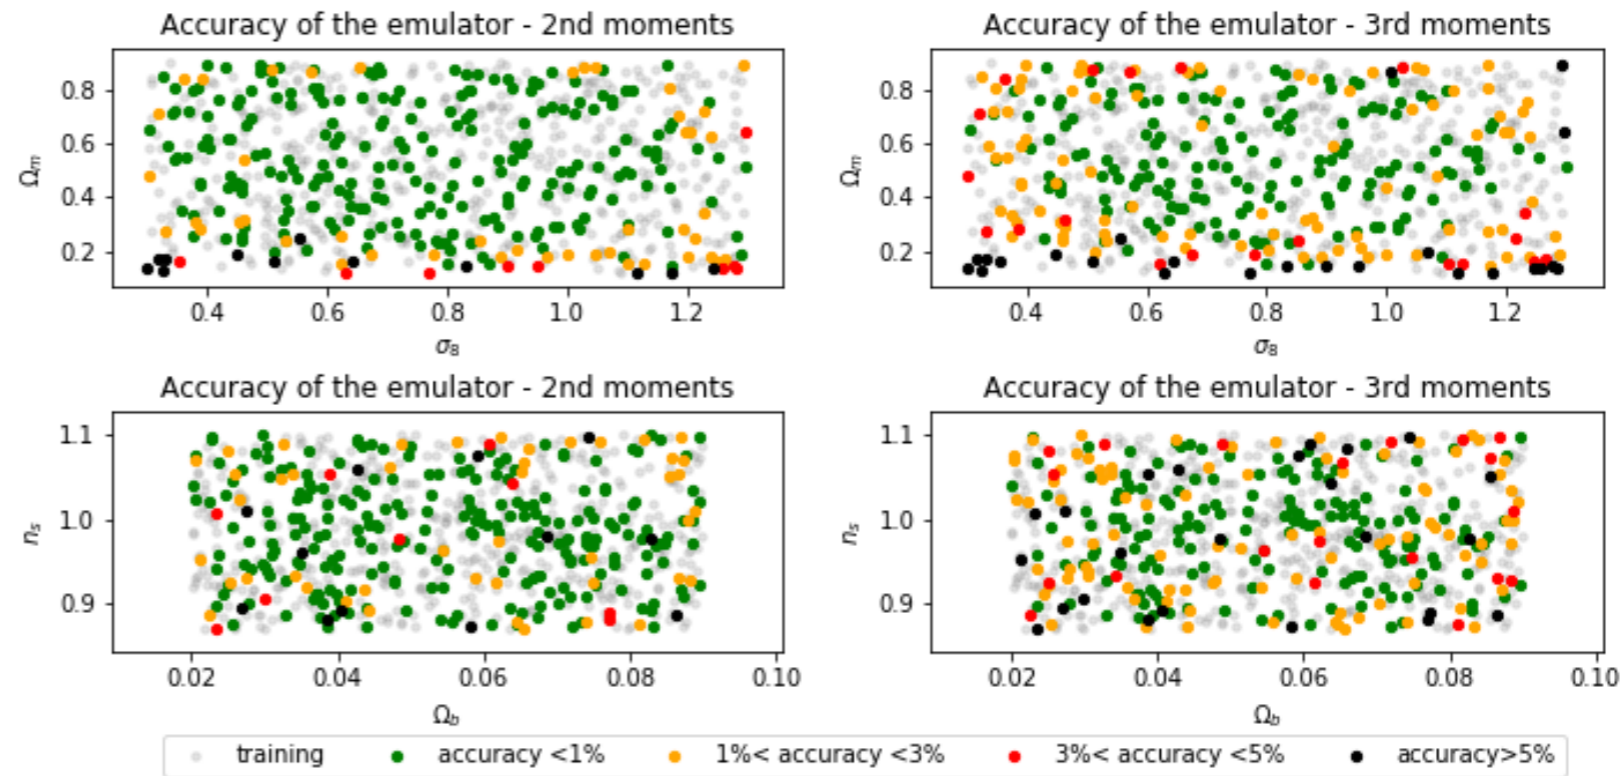 Accuracy of the emulator - 2nd moments
Accuracy of the emulator - 3rd moments
0.8
0.6
0.4
0.2
Ωₘ
0.4
0.6
0.8
1.0
1.2
σ₈
0.8
0.6
0.4
0.2
Ωₘ
0.4
0.6
0.8
1.0
1.2
σ₈
Accuracy of the emulator - 2nd moments
Accuracy of the emulator - 3rd moments
1.1
1.0
0.9
nₛ
0.02
0.04
0.06
0.08
0.10
Ω_b
1.1
1.0
0.9
nₛ
0.02
0.04
0.06
0.08
0.10
Ω_b
training
accuracy <1%
1%< accuracy <3%
3%< accuracy <5%
accuracy>5%